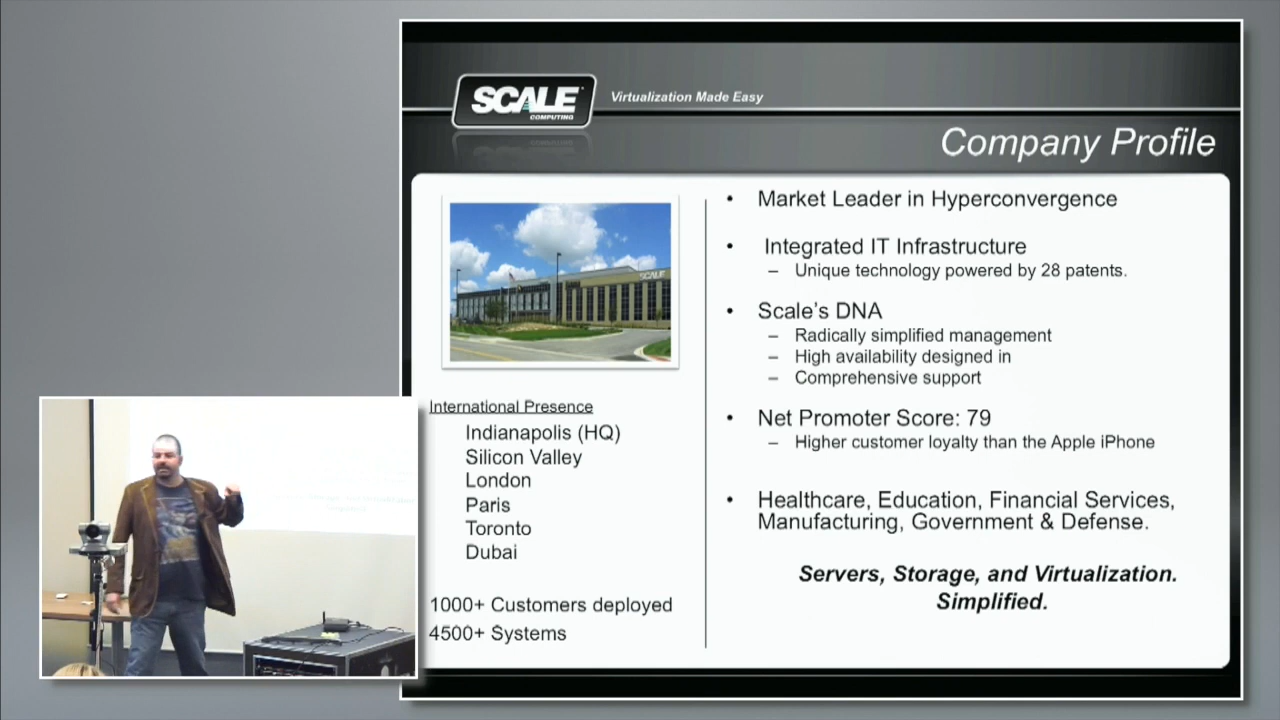 SCALE
COMPUTING
Virtualization Made Easy
Company Profile
SCALE
International Presence
Indianapolis (HQ)
Silicon Valley
London
Paris
Toronto
Dubai
1000+ Customers deployed
4500+ Systems
• Market Leader in Hyperconvergence
• Integrated IT Infrastructure
– Unique technology powered by 28 patents.
• Scale's DNA
– Radically simplified management
– High availability designed in
– Comprehensive support
• Net Promoter Score: 79
– Higher customer loyalty than the Apple iPhone
• Healthcare, Education, Financial Services,
Manufacturing, Government & Defense.
Servers, Storage, and Virtualization.
Simplified.